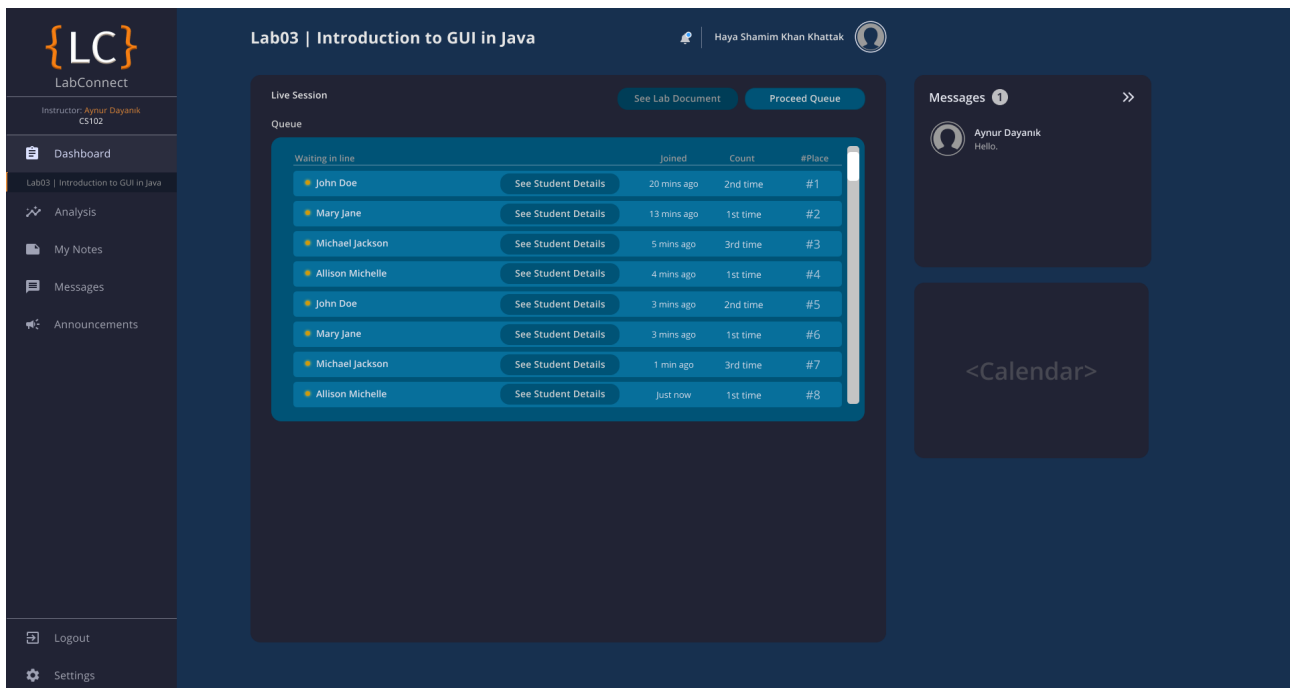 {LC}
LabConnect
Instructor: Aynur Dayanık
CS102
Dashboard
Lab03 | Introduction to GUI in Java
Analysis
My Notes
Messages
Announcements
Logout
Settings
Lab03 | Introduction to GUI in Java
Haya Shamim Khan Khattak
Live Session
See Lab Document
Proceed Queue
Queue
Waiting in line Joined Count #Place
John Doe See Student Details 20 mins ago 2nd time #1
Mary Jane See Student Details 13 mins ago 1st time #2
Michael Jackson See Student Details 5 mins ago 3rd time #3
Allison Michelle See Student Details 4 mins ago 1st time #4
John Doe See Student Details 3 mins ago 2nd time #5
Mary Jane See Student Details 3 mins ago 1st time #6
Michael Jackson See Student Details 1 min ago 3rd time #7
Allison Michelle See Student Details Just now 1st time #8
Messages 1
Aynur Dayanık
Hello.
<Calendar>